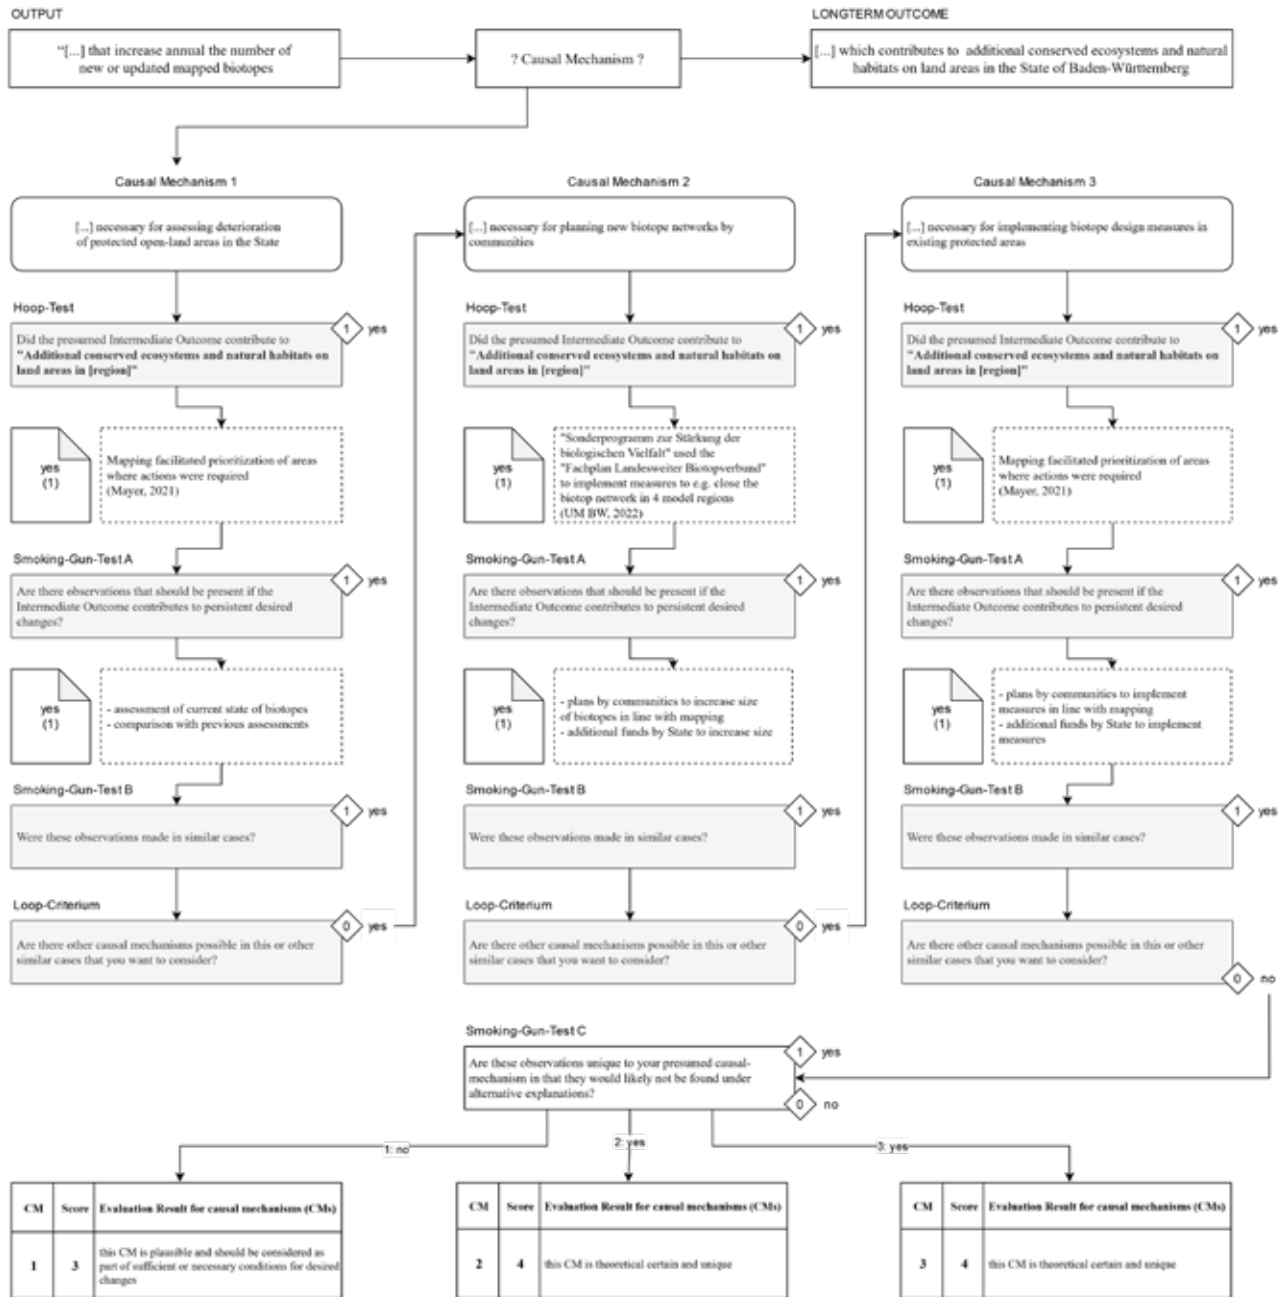 OUTPUT
LONGTERM OUTCOME
"[...] that increase annual the number of
new or updated mapped biotopes
? Causal Mechanism ?
[...] which contributes to additional conserved ecosystems and natural
habitats on land areas in the State of Baden-Württemberg
Causal Mechanism 1
[...] necessary for assessing deterioration
of protected open-land areas in the State
Hoop-Test
1 yes
Did the presumed Intermediate Outcome contribute to
"Additional conserved ecosystems and natural habitats on
land areas in [region]"
yes
(1)
Mapping facilitated prioritization of areas
where actions were required
(Mayer, 2021)
Smoking-Gun-Test A
1 yes
Are there observations that should be present if the
Intermediate Outcome contributes to persistent desired
changes?
yes
(1)
- assessment of current state of biotopes
- comparison with previous assessments
Smoking-Gun-Test B
1 yes
Were these observations made in similar cases?
Loop-Criterium
0 yes
Are there other causal mechanisms possible in this or other
similar cases that you want to consider?
Causal Mechanism 2
[...] necessary for planning new biotope networks by
communities
Hoop-Test
1 yes
Did the presumed Intermediate Outcome contribute to
"Additional conserved ecosystems and natural habitats on
land areas in [region]"
yes
(1)
"Sonderprogramm zur Stärkung der
biologischen Vielfalt" used the
"Fachplan Landesweiter Biotopverbund"
to implement measures to e.g. close the
biotop network in 4 model regions
(UM BW, 2022)
Smoking-Gun-Test A
1 yes
Are there observations that should be present if the
Intermediate Outcome contributes to persistent desired
changes?
yes
(1)
- plans by communities to increase size
of biotopes in line with mapping
- additional funds by State to increase size
Smoking-Gun-Test B
1 yes
Were these observations made in similar cases?
Loop-Criterium
0 yes
Are there other causal mechanisms possible in this or other
similar cases that you want to consider?
Causal Mechanism 3
[...] necessary for implementing biotope design measures in
existing protected areas
Hoop-Test
1 yes
Did the presumed Intermediate Outcome contribute to
"Additional conserved ecosystems and natural habitats on
land areas in [region]"
yes
(1)
Mapping facilitated prioritization of areas
where actions were required
(Mayer, 2021)
Smoking-Gun-Test A
1 yes
Are there observations that should be present if the
Intermediate Outcome contributes to persistent desired
changes?
yes
(1)
- plans by communities to implement
measures in line with mapping
- additional funds by State to implement
measures
Smoking-Gun-Test B
1 yes
Were these observations made in similar cases?
Loop-Criterium
Are there other causal mechanisms possible in this or other
similar cases that you want to consider?
0 no
Smoking-Gun-Test C
1 yes
Are these observations unique to your presumed causal-
mechanism in that they would likely not be found under
alternative explanations?
0 no
1: no
2: yes
3: yes
CM Score Evaluation Result for causal mechanisms (CMs)
1 3 this CM is plausible and should be considered as
part of sufficient or necessary conditions for desired
changes
CM Score Evaluation Result for causal mechanisms (CMs)
2 4 this CM is theoretical certain and unique
CM Score Evaluation Result for causal mechanisms (CMs)
3 4 this CM is theoretical certain and unique